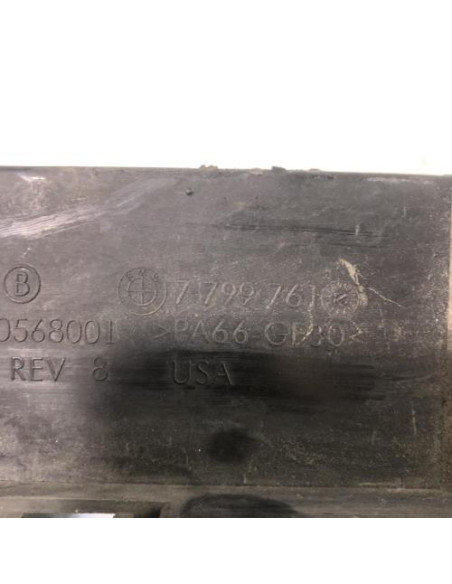 B 7 799 761
0568001 >PA66-GF30<
REV 8 USA